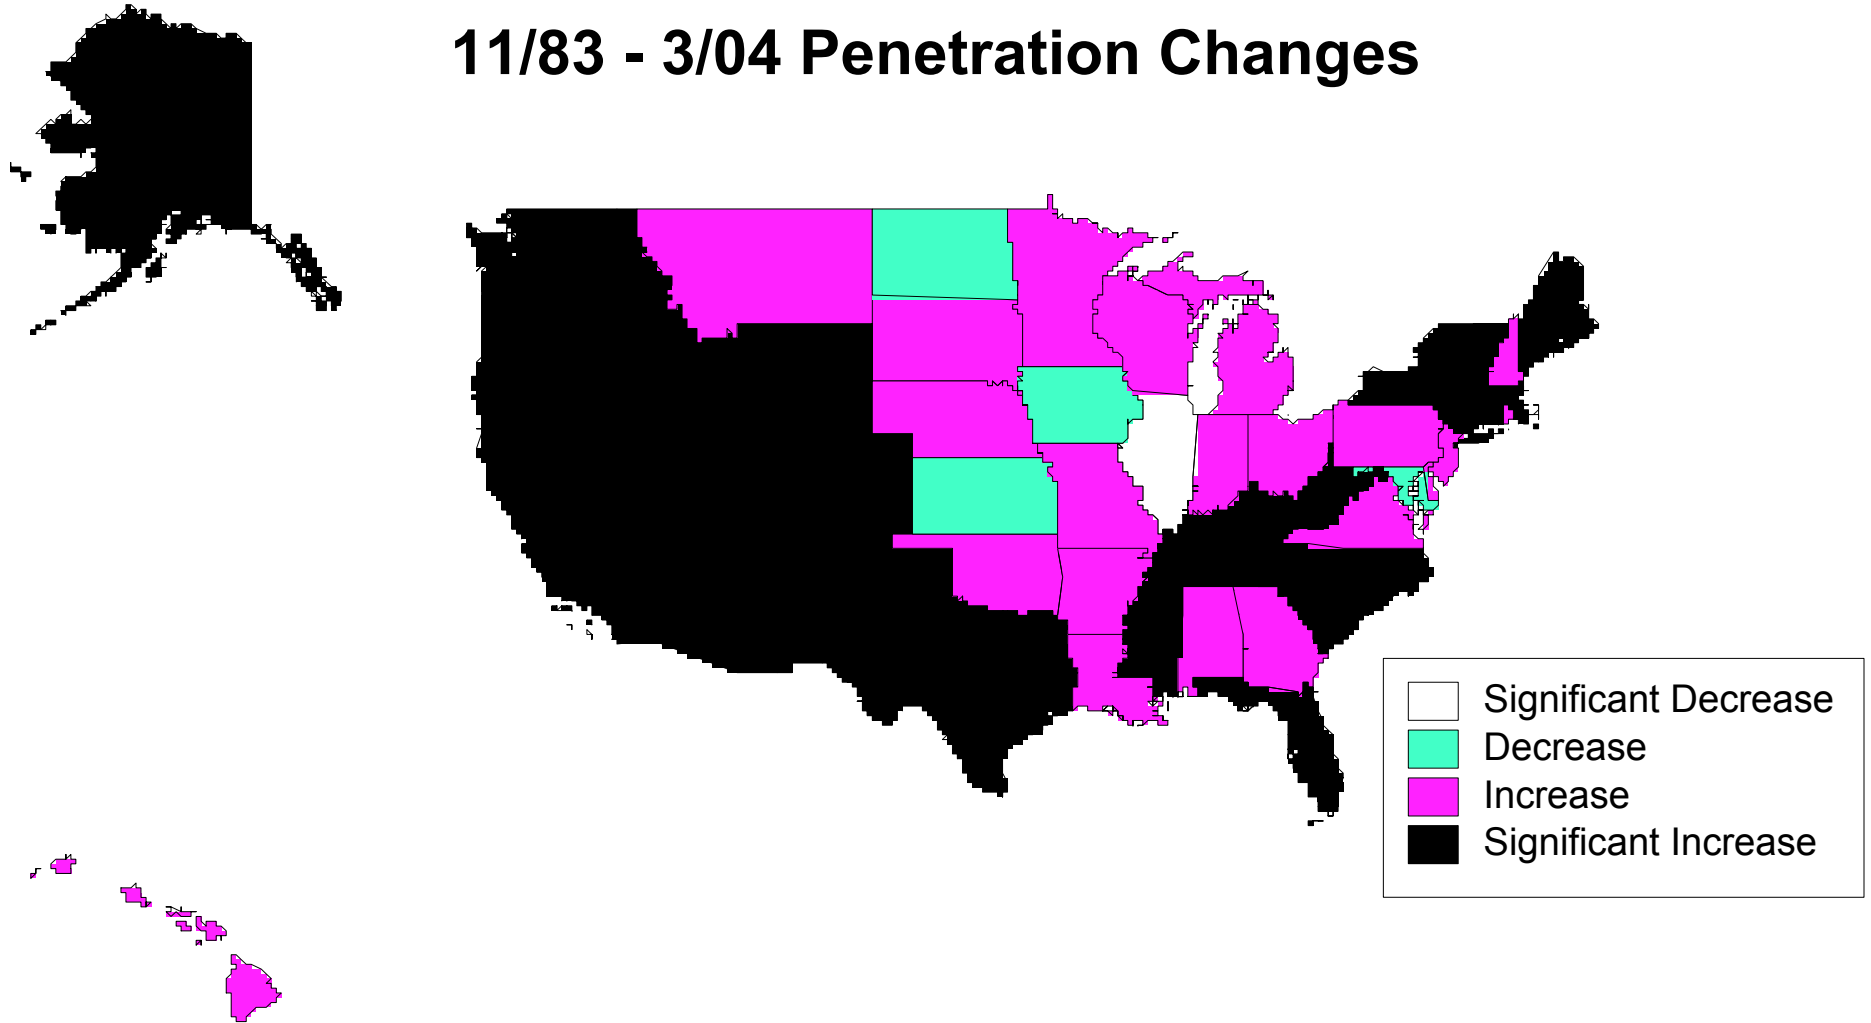 11/83 - 3/04 Penetration Changes
Significant Decrease
Decrease
Increase
Significant Increase